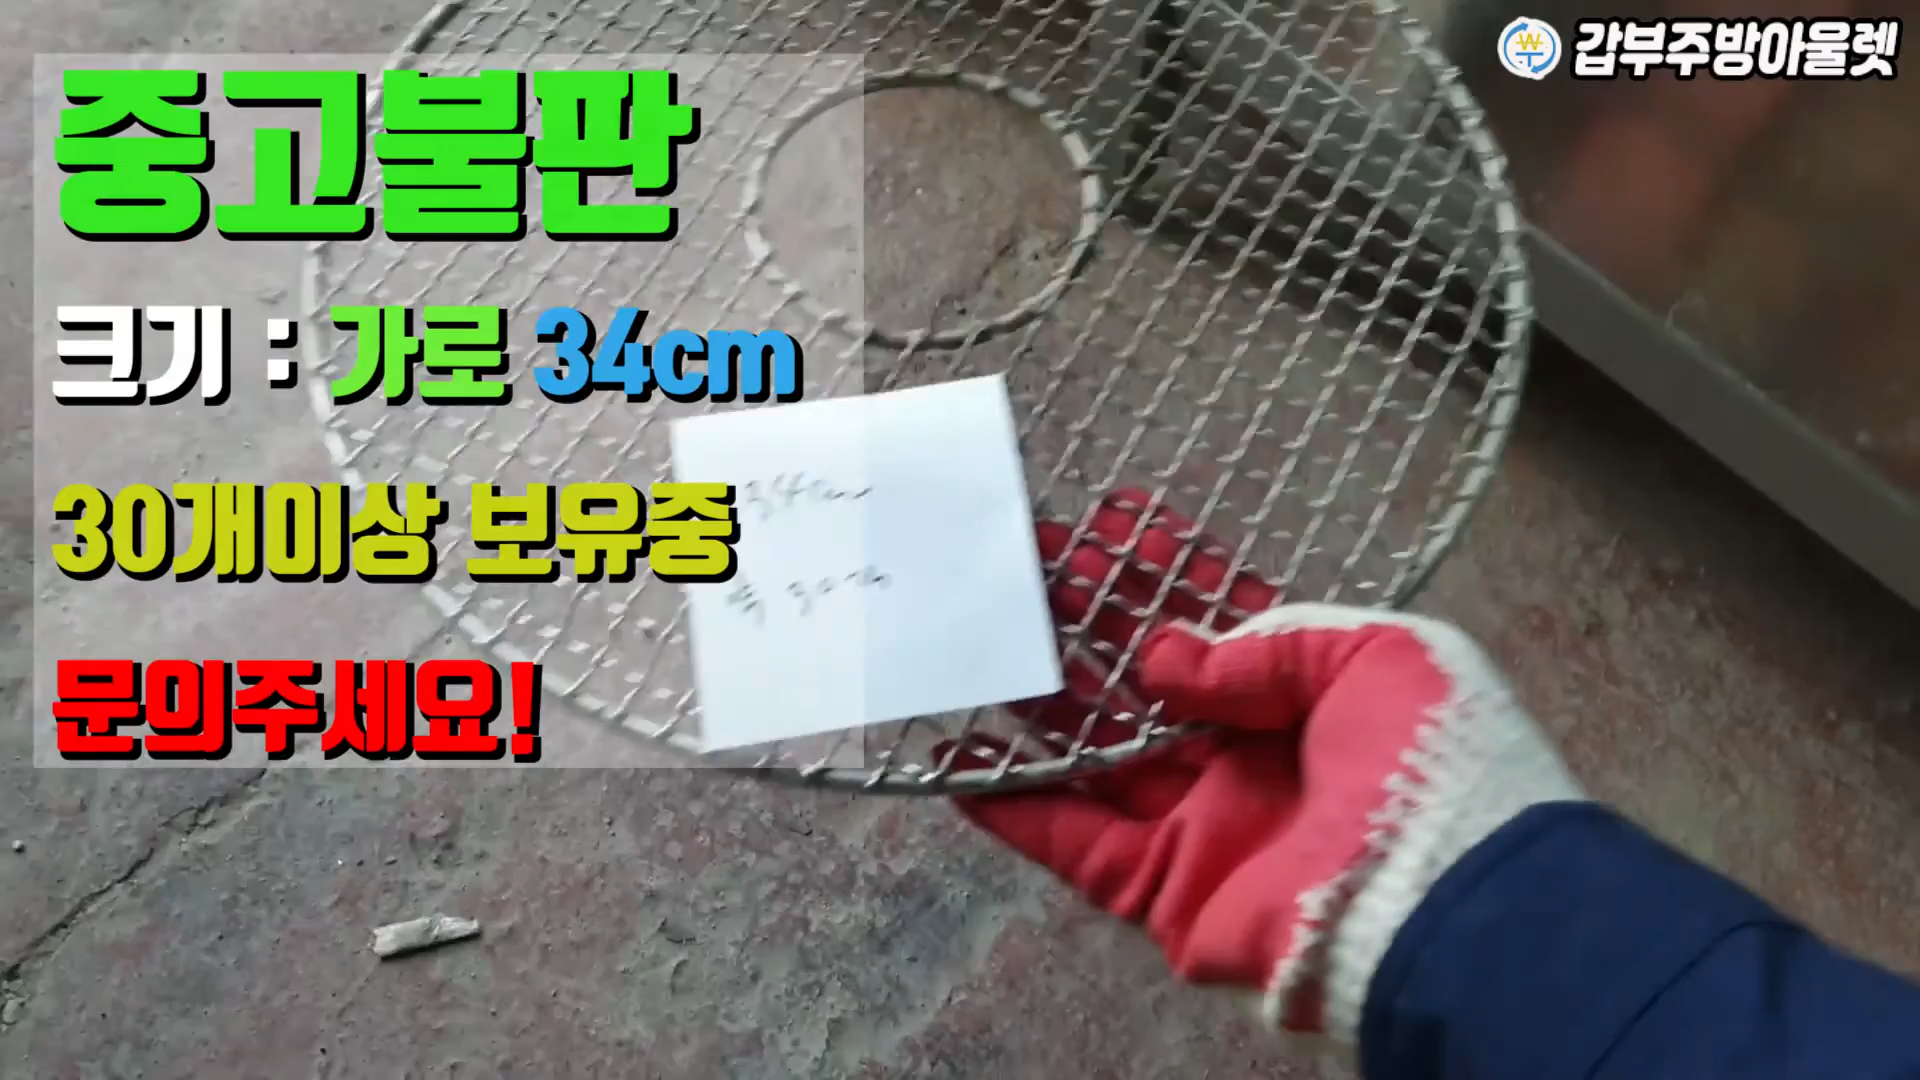 갑부주방아울렛
중고불판
크기 : 가로 34cm
30개이상 보유중
문의주세요!
34cm